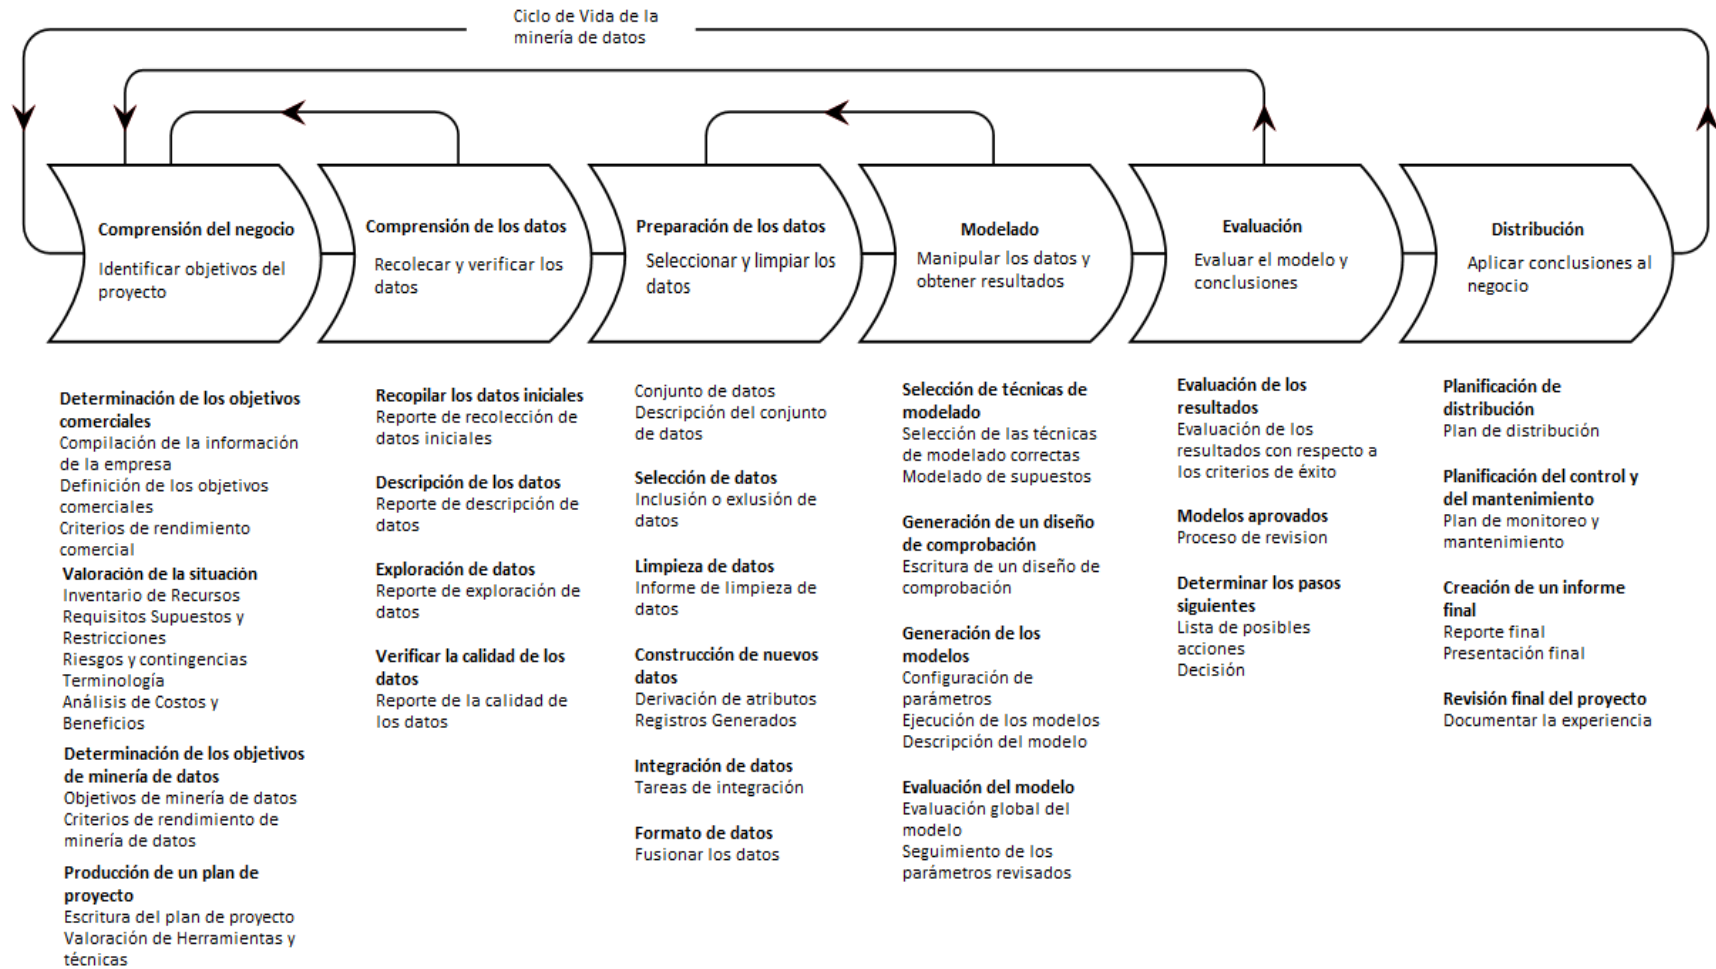 Ciclo de Vida de la
minería de datos
Comprensión del negocio
Identificar objetivos del
proyecto
Comprensión de los datos
Recolecar y verificar los
datos
Preparación de los datos
Seleccionar y limpiar los
datos
Modelado
Manipular los datos y
obtener resultados
Evaluación
Evaluar el modelo y
conclusiones
Distribución
Aplicar conclusiones al
negocio
Determinación de los objetivos
comerciales
Compilación de la información
de la empresa
Definición de los objetivos
comerciales
Criterios de rendimiento
comercial
Valoración de la situación
Inventario de Recursos
Requisitos Supuestos y
Restricciones
Riesgos y contingencias
Terminología
Análisis de Costos y
Beneficios
Determinación de los objetivos
de minería de datos
Objetivos de minería de datos
Criterios de rendimiento de
minería de datos
Producción de un plan de
proyecto
Escritura del plan de proyecto
Valoración de Herramientas y
técnicas
Recopilar los datos iniciales
Reporte de recolección de
datos iniciales
Descripción de los datos
Reporte de descripción de
datos
Exploración de datos
Reporte de exploración de
datos
Verificar la calidad de los
datos
Reporte de la calidad de
los datos
Conjunto de datos
Descripción del conjunto
de datos
Selección de datos
Inclusión o exlusión de
datos
Limpieza de datos
Informe de limpieza de
datos
Construcción de nuevos
datos
Derivación de atributos
Registros Generados
Integración de datos
Tareas de integración
Formato de datos
Fusionar los datos
Selección de técnicas de
modelado
Selección de las técnicas
de modelado correctas
Modelado de supuestos
Generación de un diseño
de comprobación
Escritura de un diseño de
comprobación
Generación de los
modelos
Configuración de
parámetros
Ejecución de los modelos
Descripción del modelo
Evaluación del modelo
Evaluación global del
modelo
Seguimiento de los
parámetros revisados
Evaluación de los
resultados
Evaluación de los
resultados con respecto a
los criterios de éxito
Modelos aprovados
Proceso de revision
Determinar los pasos
siguientes
Lista de posibles
acciones
Decisión
Planificación de
distribución
Plan de distribución
Planificación del control y
del mantenimiento
Plan de monitoreo y
mantenimiento
Creación de un informe
final
Reporte final
Presentación final
Revisión final del proyecto
Documentar la experiencia